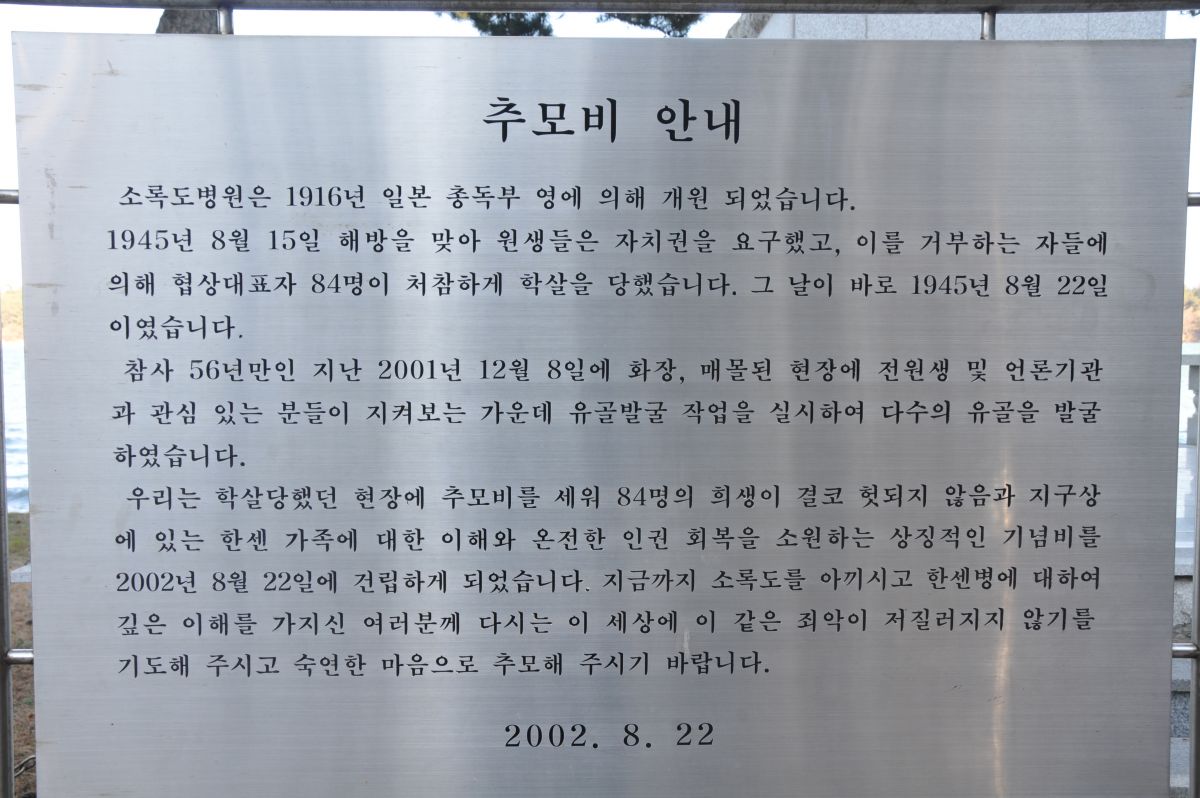 추모비 안내
소록도병원은 1916년 일본 총독부 영에 의해 개원 되었습니다.
1945년 8월 15일 해방을 맞아 원생들은 자치권을 요구했고, 이를 거부하는 자들에
의해 협상대표자 84명이 처참하게 학살을 당했습니다. 그 날이 바로 1945년 8월 22일
이였습니다.
참사 56년만인 지난 2001년 12월 8일에 화장, 매몰된 현장에 전원생 및 언론기관
과 관심 있는 분들이 지켜보는 가운데 유골발굴 작업을 실시하여 다수의 유골을 발굴
하였습니다.
우리는 학살당했던 현장에 추모비를 세워 84명의 희생이 결코 헛되지 않음과 지구상
에 있는 한센 가족에 대한 이해와 온전한 인권 회복을 소원하는 상징적인 기념비를
2002년 8월 22일에 건립하게 되었습니다. 지금까지 소록도를 아끼시고 한센병에 대하여
깊은 이해를 가지신 여러분께 다시는 이 세상에 이 같은 죄악이 저질러지지 않기를
기도해 주시고 숙연한 마음으로 추모해 주시기 바랍니다.
2002. 8. 22